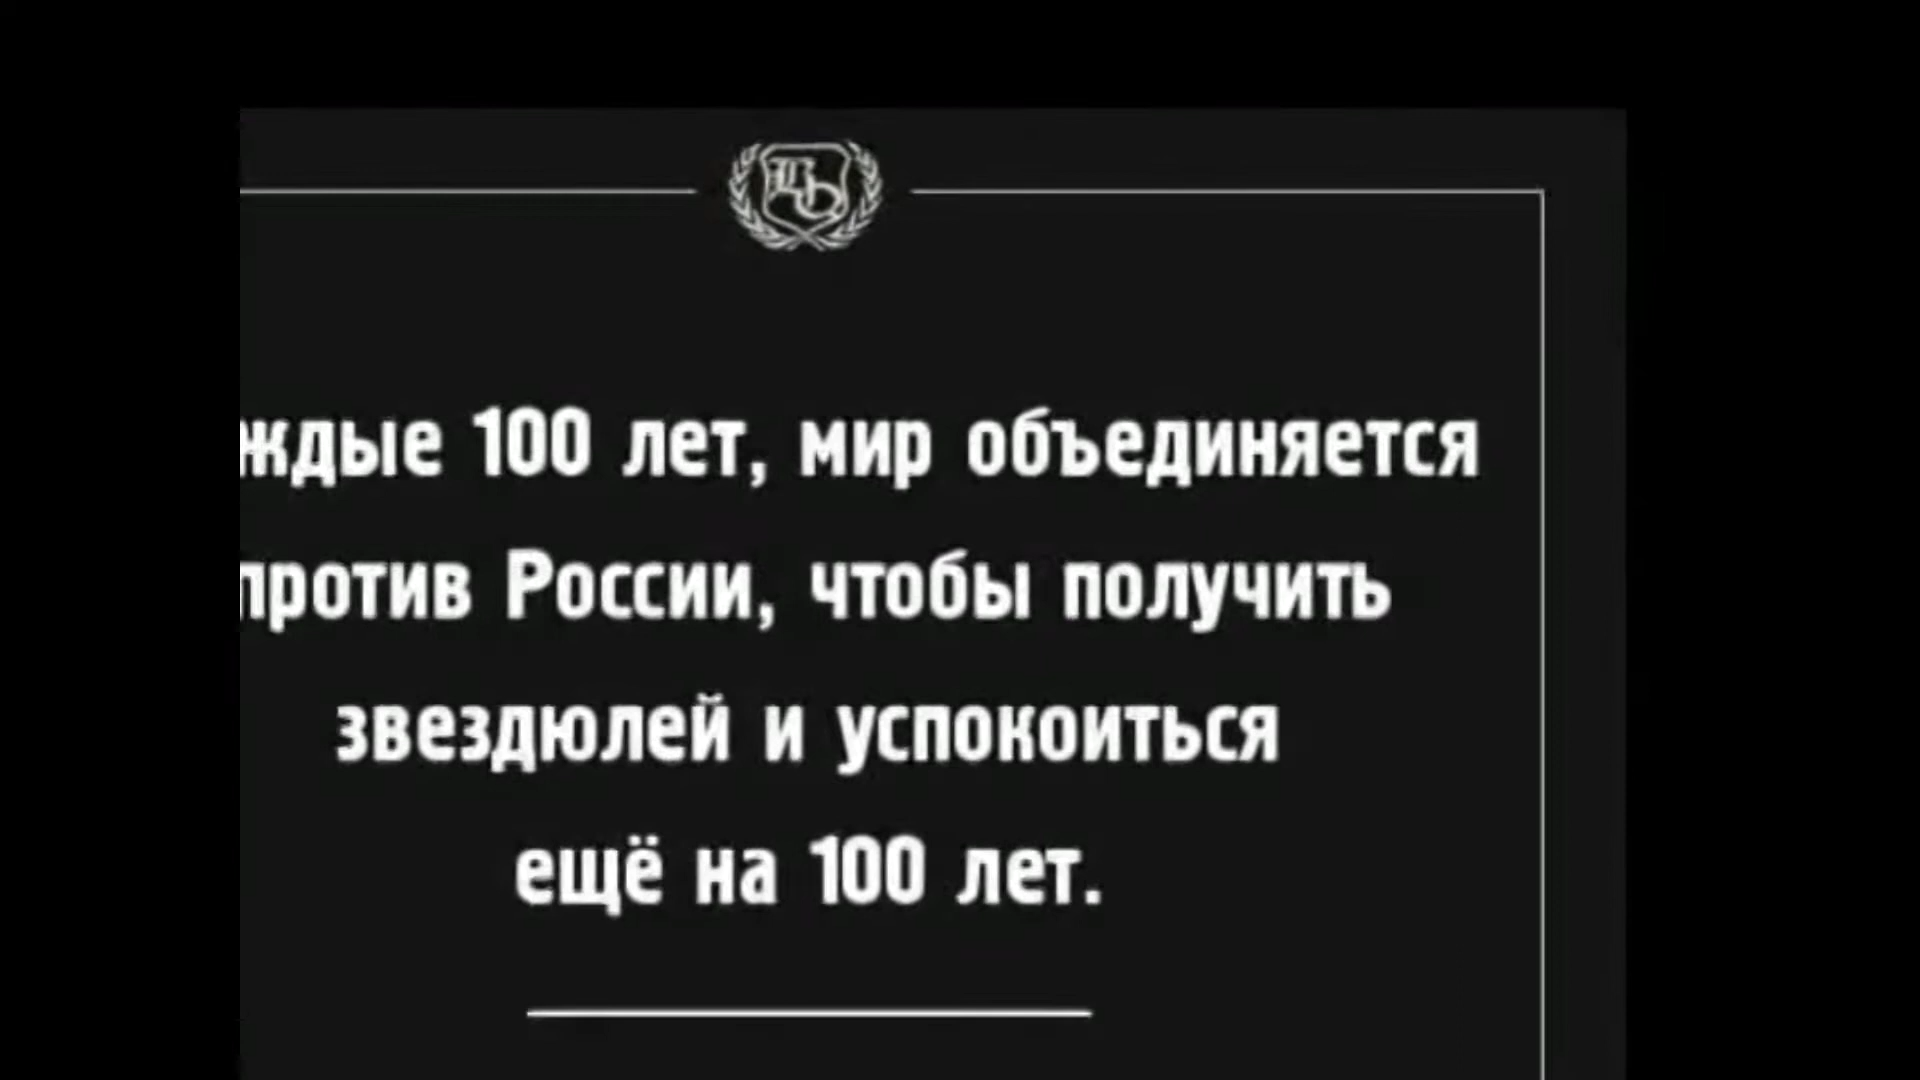 ждые 100 лет, мир объединяется
против России, чтобы получить
звездюлей и успокоиться
ещё на 100 лет.